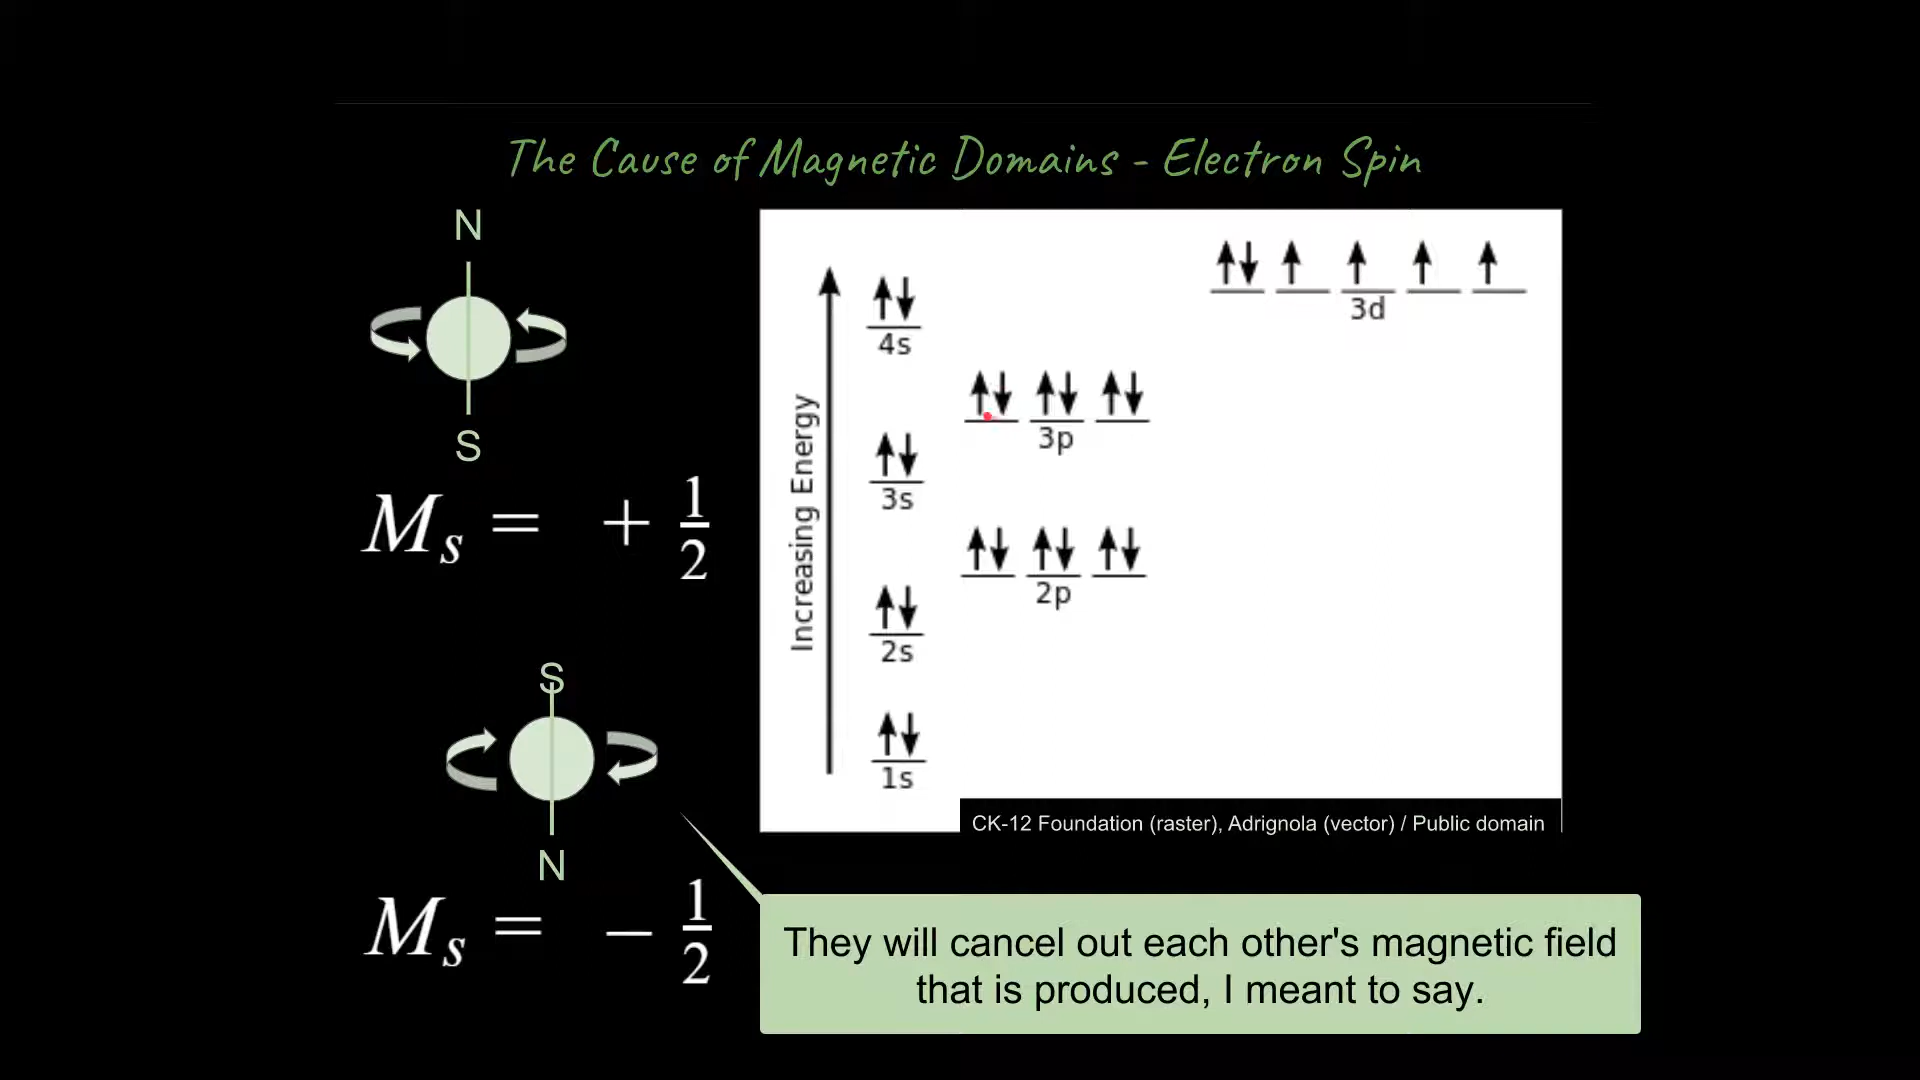 The Cause of Magnetic Domains - Electron Spin
N
S
M_s = + 1/2
S
N
M_s = - 1/2
Increasing Energy
3d
4s
3p
3s
2p
2s
1s
CK-12 Foundation (raster), Adrignola (vector) / Public domain
They will cancel out each other's magnetic field
that is produced, I meant to say.